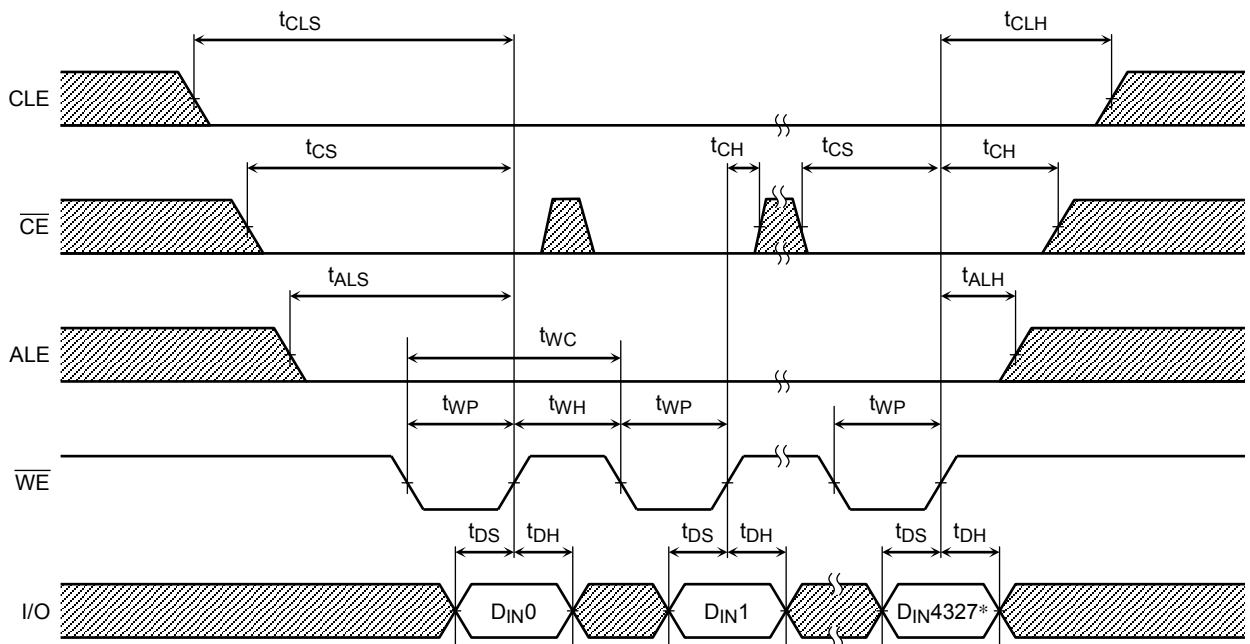 tCLS tCLH
CLE
tCS tCH tCS tCH
CE
tALS tALH
ALE
tWC
tWP tWH tWP tWP
WE
tDS tDH tDS tDH tDS tDH
I/O DIN0 DIN1 DIN4327*